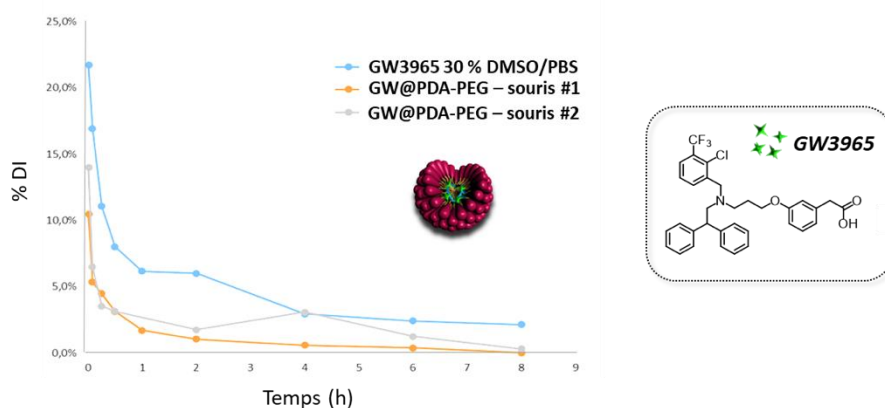 25,0%
20,0%
15,0%
10,0%
5,0%
0,0%
% DI
0 1 2 3 4 5 6 7 8 9
Temps (h)
GW3965 30 % DMSO/PBS
GW@PDA-PEG – souris #1
GW@PDA-PEG – souris #2
GW3965
CF3
Cl
N
O
O
OH